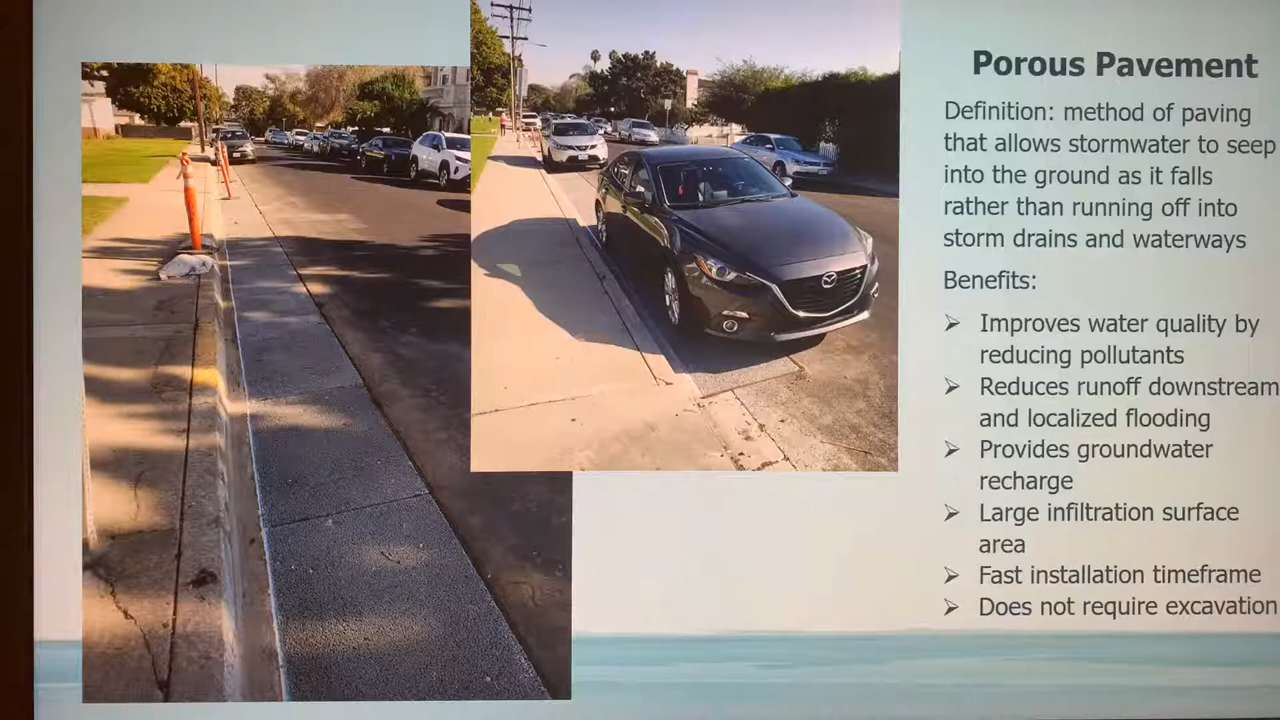 Porous Pavement
Definition: method of paving
that allows stormwater to seep
into the ground as it falls
rather than running off into
storm drains and waterways
Benefits:
➢ Improves water quality by
reducing pollutants
➢ Reduces runoff downstream
and localized flooding
➢ Provides groundwater
recharge
➢ Large infiltration surface
area
➢ Fast installation timeframe
➢ Does not require excavation